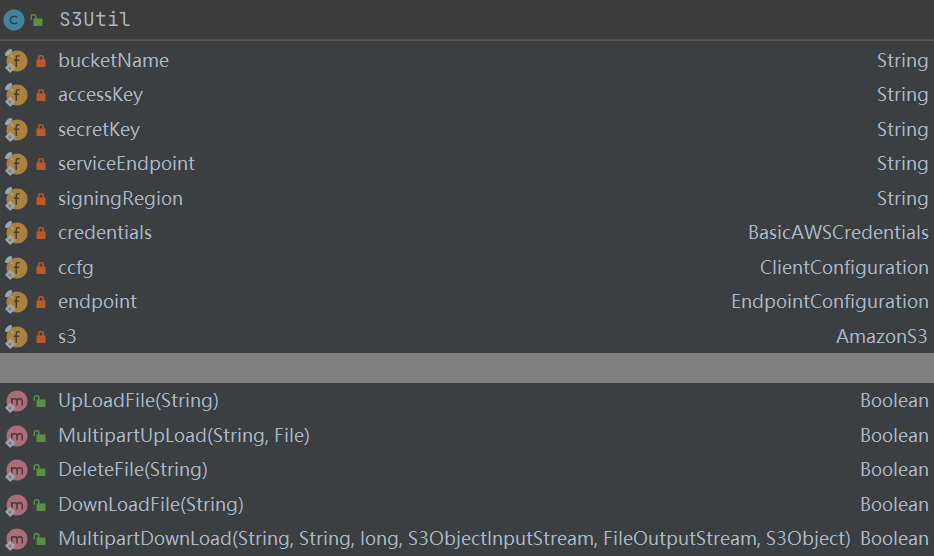 S3Util
bucketName String
accessKey String
secretKey String
serviceEndpoint String
signingRegion String
credentials BasicAWSCredentials
ccfg ClientConfiguration
endpoint EndpointConfiguration
s3 AmazonS3
UpLoadFile(String) Boolean
MultipartUpLoad(String, File) Boolean
DeleteFile(String) Boolean
DownLoadFile(String) Boolean
MultipartDownLoad(String, String, long, S3ObjectInputStream, FileOutputStream, S3Object) Boolean